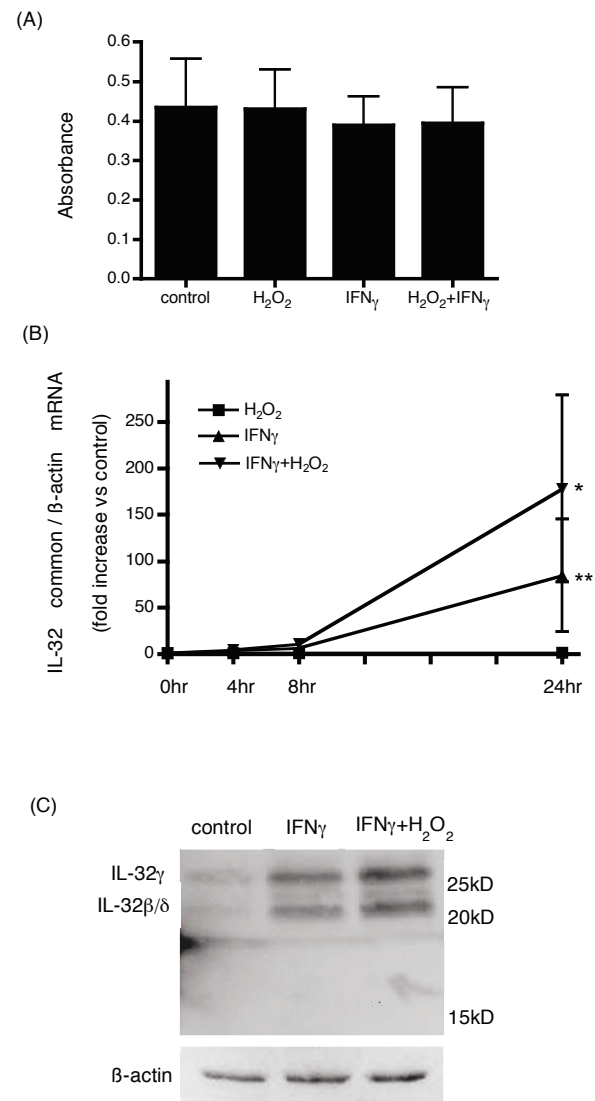 (A)
Absorbance
0.6
0.5
0.4
0.3
0.2
0.1
0.0
control H₂O₂ IFNγ H₂O₂+IFNγ
(B)
IL-32 common / ß-actin mRNA
(fold increase vs control)
250
200
150
100
50
0
H₂O₂
IFNγ
IFNγ+H₂O₂
*
**
0hr 4hr 8hr 24hr
(C)
control IFNγ IFNγ+H₂O₂
IL-32γ
IL-32β/δ
25kD
20kD
15kD
ß-actin